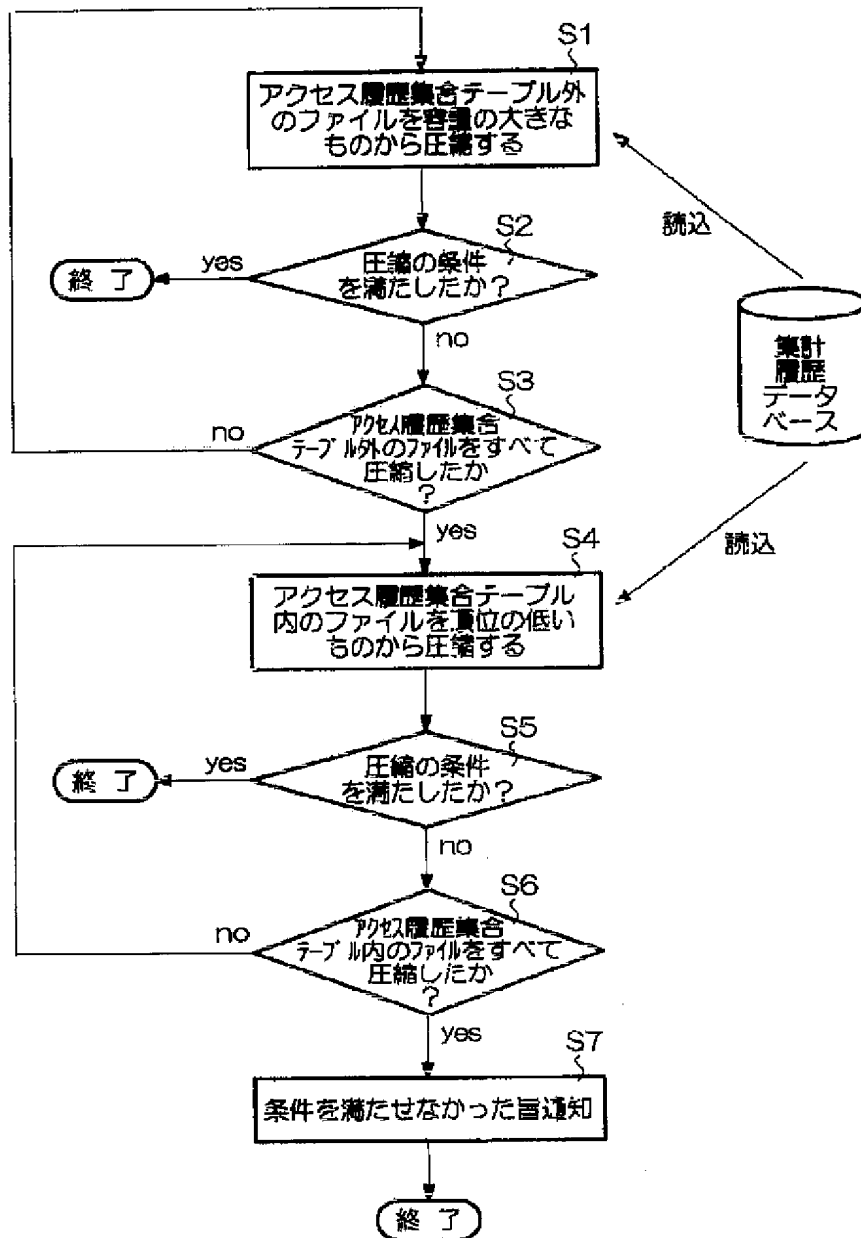 S1
アクセス履歴集合テーブル外
のファイルを容量の大きな
ものから圧縮する
読込
S2
圧縮の条件
を満たしたか?
yes
終了
no
集計
履歴
データ
ベース
S3
アクセス履歴集合
テーブル外のファイルをすべて
圧縮したか
?
no
yes
読込
S4
アクセス履歴集合テーブル
内のファイルを順位の低い
ものから圧縮する
S5
圧縮の条件
を満たしたか?
yes
終了
no
S6
アクセス履歴集合
テーブル内のファイルをすべて
圧縮したか
?
no
yes
S7
条件を満たせなかった旨通知
終了